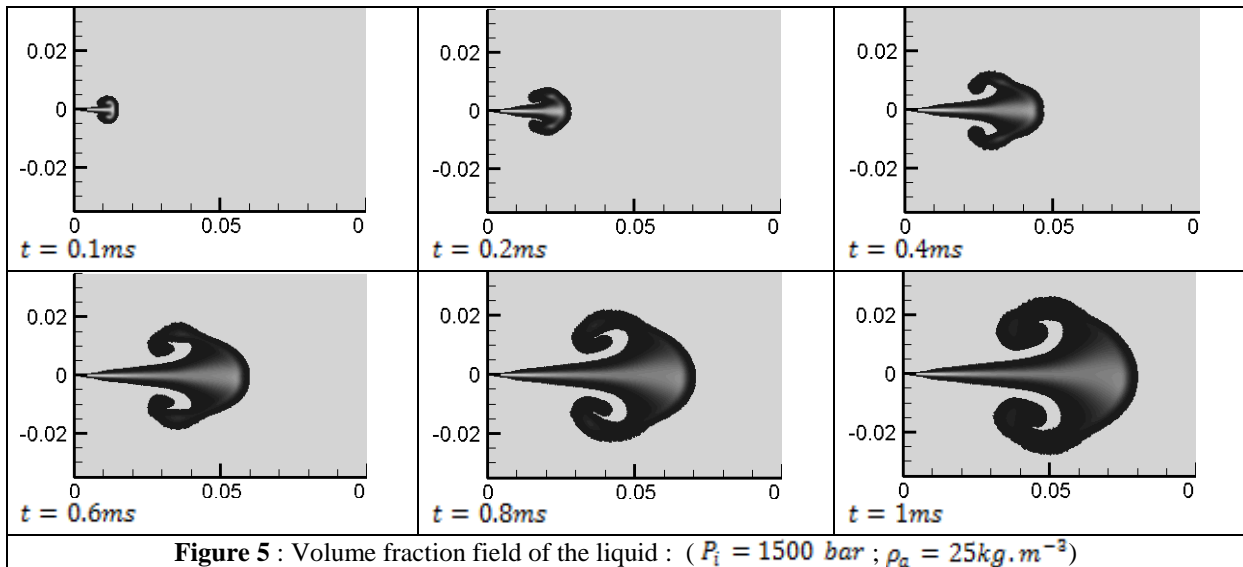 0.02
0
-0.02
0 0.05 0
t = 0.1ms
0.02
0
-0.02
0 0.05 0
t = 0.2ms
0.02
0
-0.02
0 0.05 0
t = 0.4ms
0.02
0
-0.02
0 0.05 0
t = 0.6ms
0.02
0
-0.02
0 0.05 0
t = 0.8ms
0.02
0
-0.02
0 0.05 0
t = 1ms
Figure 5 : Volume fraction field of the liquid : ( Pᵢ = 1500 bar ; ρₐ = 25kg.m⁻³)